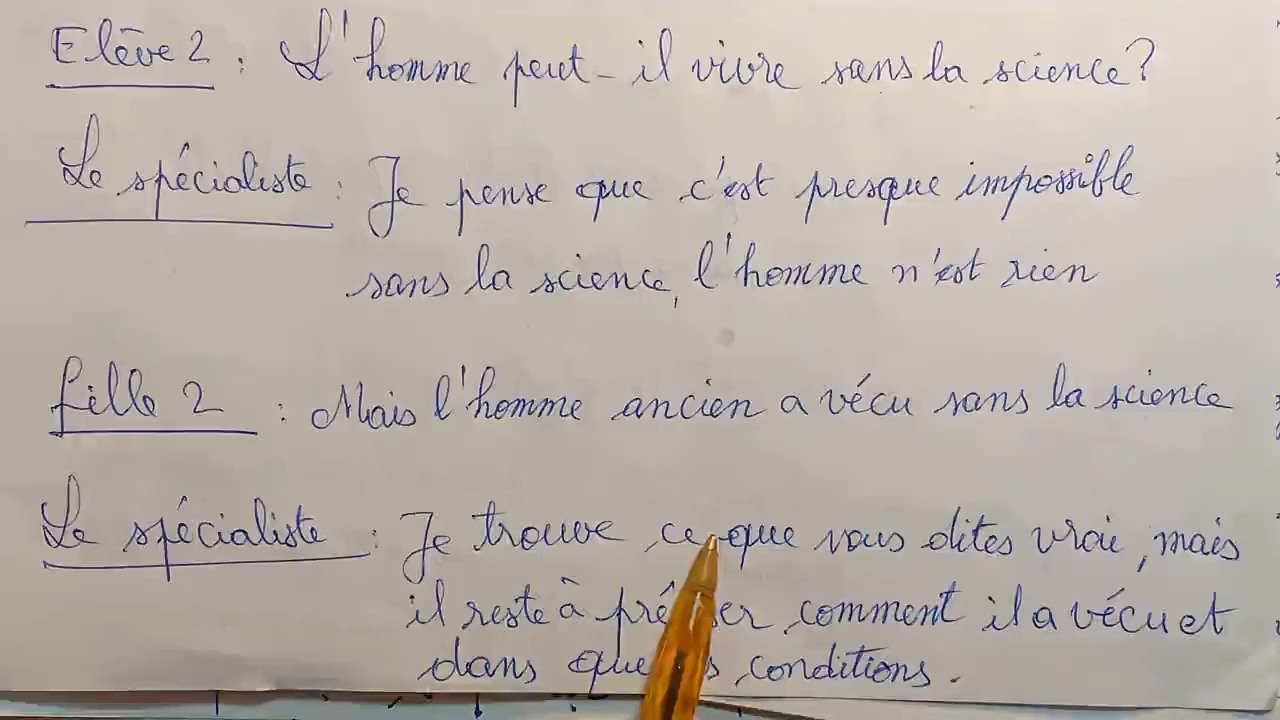 Elève 2 : L'homme peut-il vivre sans la science?
Le spécialiste : Je pense que c'est presque impossible
sans la science, l'homme n'est rien
fille 2 : Mais l'homme ancien a vécu sans la science
Le spécialiste : Je trouve ce que vous dites vrai, mais
il reste à comment il a vécu et
dans conditions.